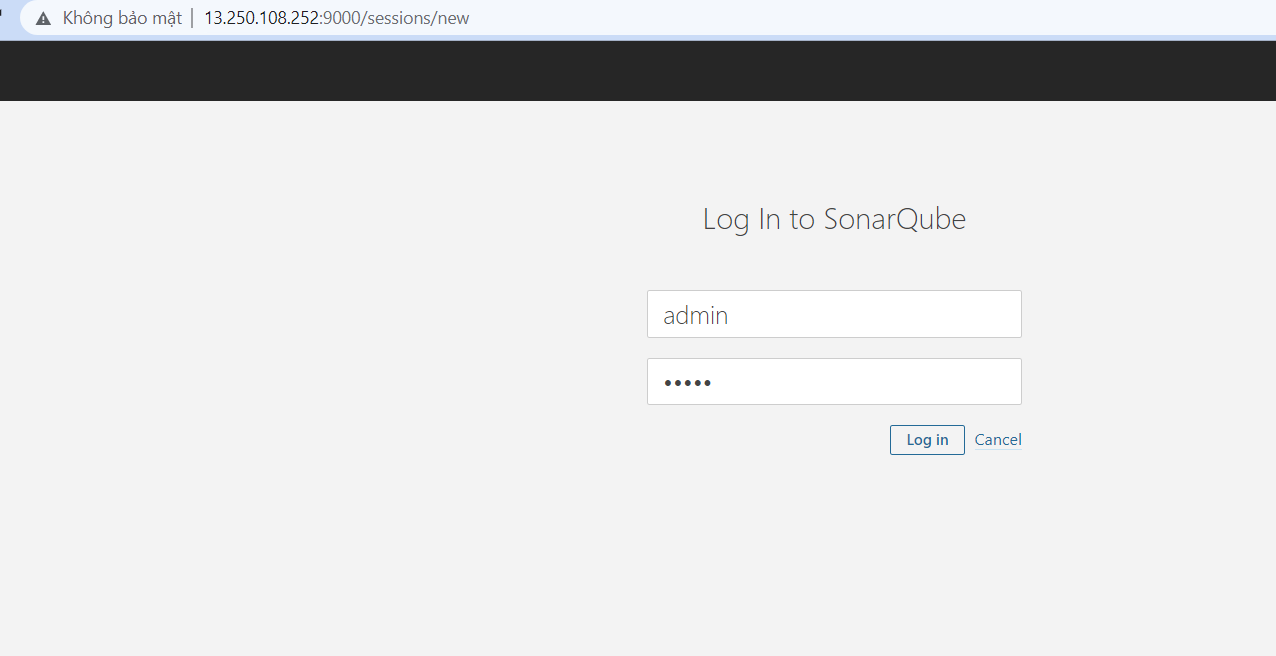 Không bảo mật | 13.250.108.252:9000/sessions/new
Log In to SonarQube
admin
•••••
Log in Cancel